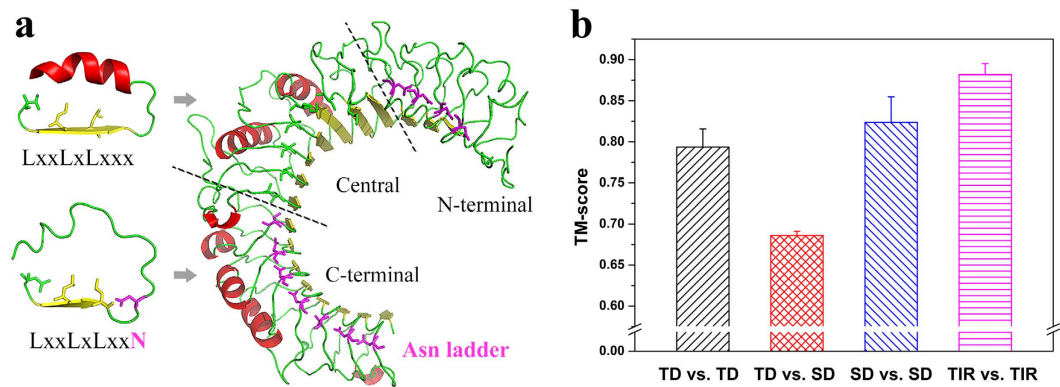 a
LxxLxLxxx
LxxLxLxxN
Central
N-terminal
C-terminal
Asn ladder
b
TM-score
0.90
0.85
0.80
0.75
0.70
0.65
0.60
0.00
TD vs. TD
TD vs. SD
SD vs. SD
TIR vs. TIR